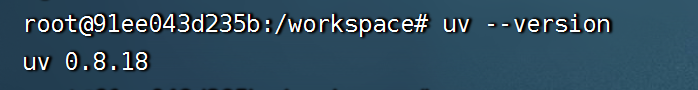 root@91ee043d235b:/workspace# uv --version
uv 0.8.18